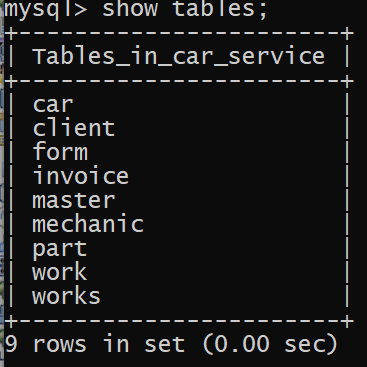 mysql> show tables;
+-----------------------+
| Tables_in_car_service |
+-----------------------+
| car                   |
| client                |
| form                  |
| invoice               |
| master                |
| mechanic              |
| part                  |
| work                  |
| works                 |
+-----------------------+
9 rows in set (0.00 sec)